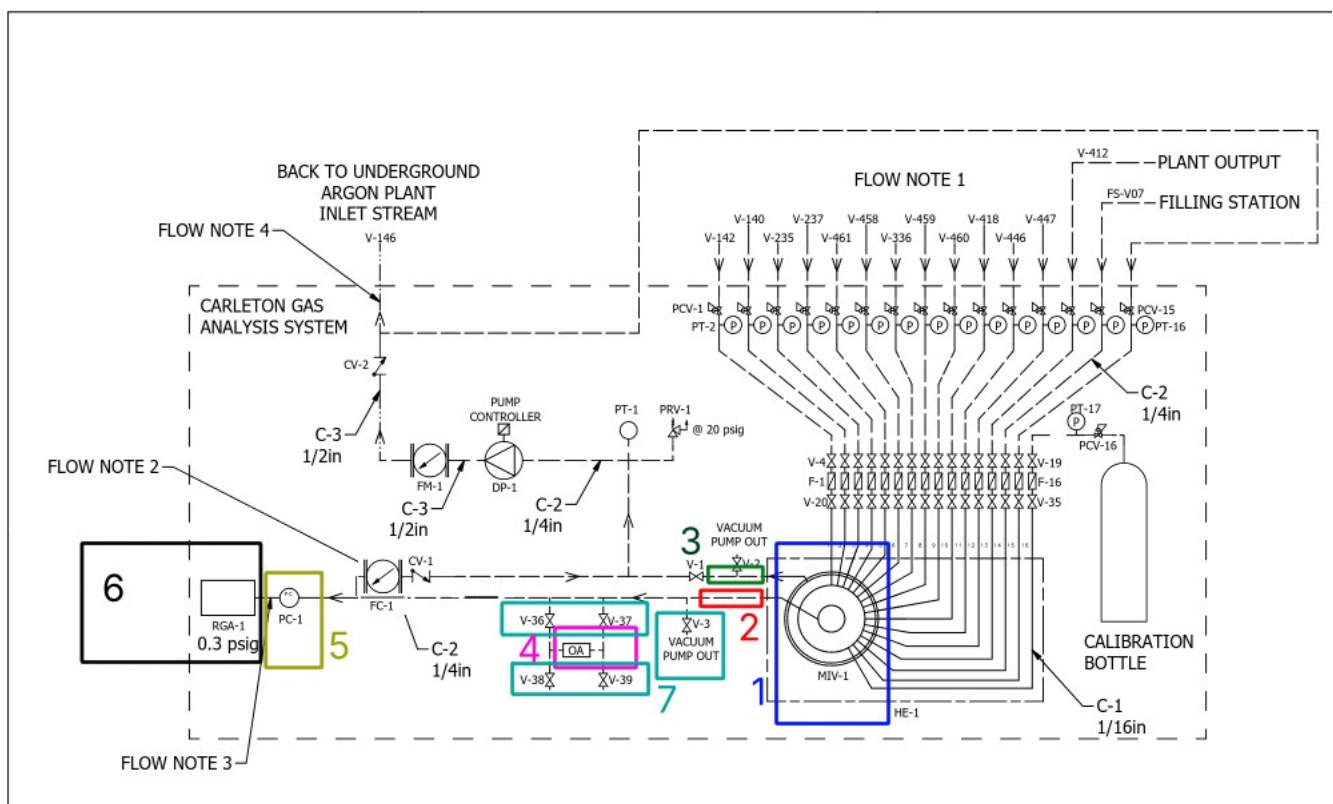 BACK TO UNDERGROUND
ARGON PLANT
INLET STREAM
FLOW NOTE 4
V-146
FLOW NOTE 1
V-412
PLANT OUTPUT
FS-V07
FILLING STATION
V-140
V-237
V-458
V-459
V-418
V-447
V-142
V-235
V-461
V-336
V-460
V-446
CARLETON GAS
ANALYSIS SYSTEM
PCV-1
PCV-15
PT-2
P P P P P P P P P P P P P P P
PT-16
CV-2
C-2
1/4in
PUMP
CONTROLLER
PT-1
PRV-1
@ 20 psig
PT-17
P
PCV-16
C-3
1/2in
FLOW NOTE 2
FM-1
DP-1
C-3
1/2in
C-2
1/4in
V-4
V-19
F-1
F-16
V-20
V-35
3
VACUUM
PUMP OUT
V-1
V-2
6
CV-1
FC-1
FC
PC-1
RGA-1
0.3 psig
5
C-2
1/4in
2
V-36
V-37
V-3
VACUUM
PUMP OUT
4
OA
V-38
V-39
7
1
MIV-1
HE-1
CALIBRATION
BOTTLE
C-1
1/16in
FLOW NOTE 3